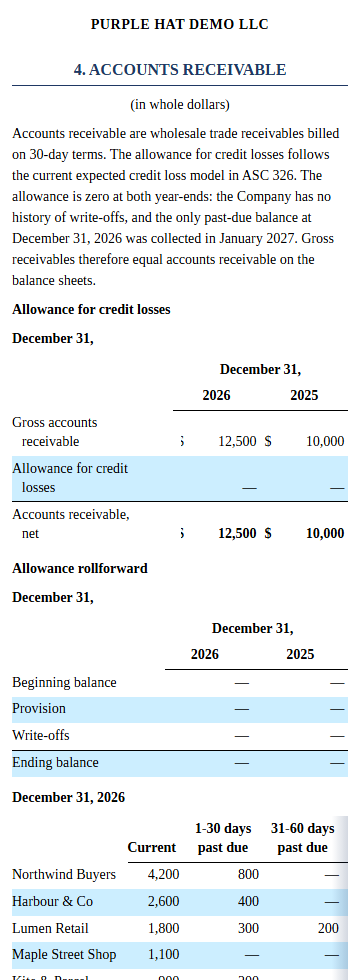 PURPLE HAT DEMO LLC
4. ACCOUNTS RECEIVABLE
(in whole dollars)
Accounts receivable are wholesale trade receivables billed
on 30-day terms. The allowance for credit losses follows
the current expected credit loss model in ASC 326. The
allowance is zero at both year-ends: the Company has no
history of write-offs, and the only past-due balance at
December 31, 2026 was collected in January 2027. Gross
receivables therefore equal accounts receivable on the
balance sheets.
Allowance for credit losses
December 31,
December 31,
2026 2025
Gross accounts
receivable $ 12,500 $ 10,000
Allowance for credit
losses — —
Accounts receivable,
net $ 12,500 $ 10,000
Allowance rollforward
December 31,
December 31,
2026 2025
Beginning balance — —
Provision — —
Write-offs — —
Ending balance — —
December 31, 2026
1-30 days 31-60 days
Current past due past due
Northwind Buyers 4,200 800 —
Harbour & Co 2,600 400 —
Lumen Retail 1,800 300 200
Maple Street Shop 1,100 — —